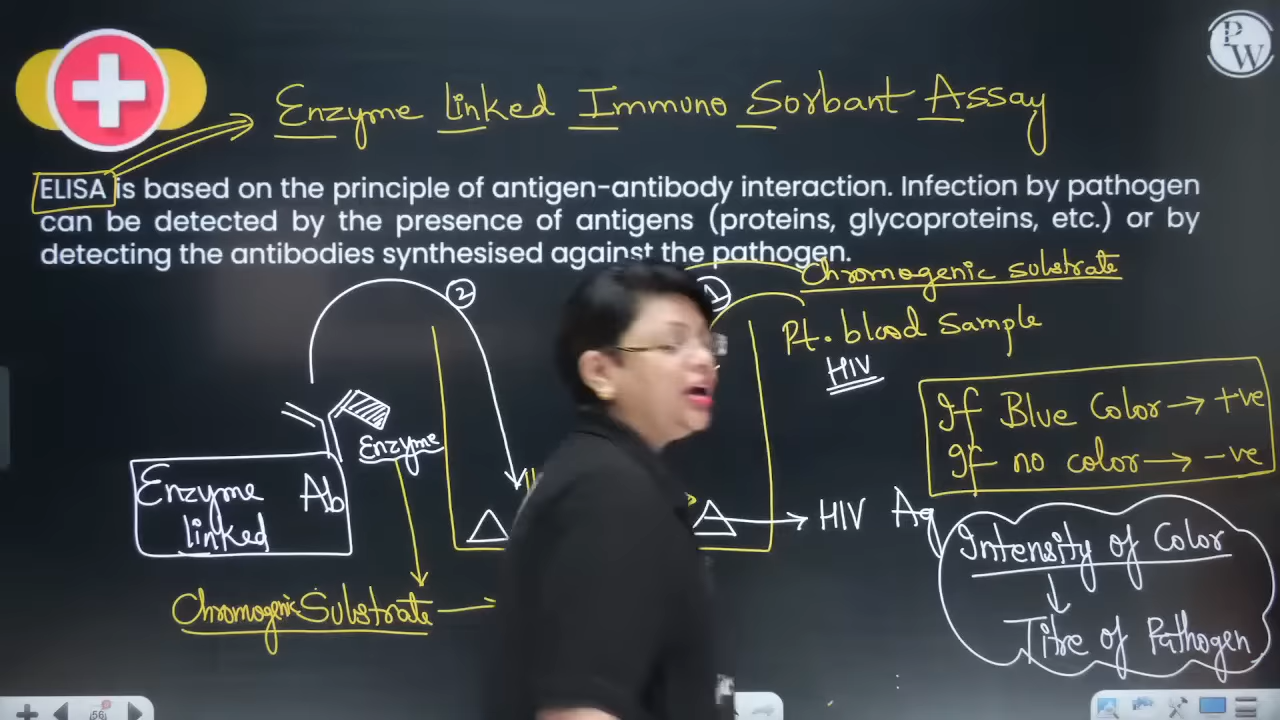 PW
Enzyme Linked Immuno Sorbant Assay
ELISA is based on the principle of antigen-antibody interaction. Infection by pathogen
can be detected by the presence of antigens (proteins, glycoproteins, etc.) or by
detecting the antibodies synthesised against the pathogen.
Chromogenic substrate
2
1
Pt. blood Sample
HIV
If Blue Color → +ve
If no color → -ve
Enzyme
Enzyme Ab
linked
HIV Ag
Intensity of Color
↓
Titre of Pathogen
Chromogenic Substrate
56